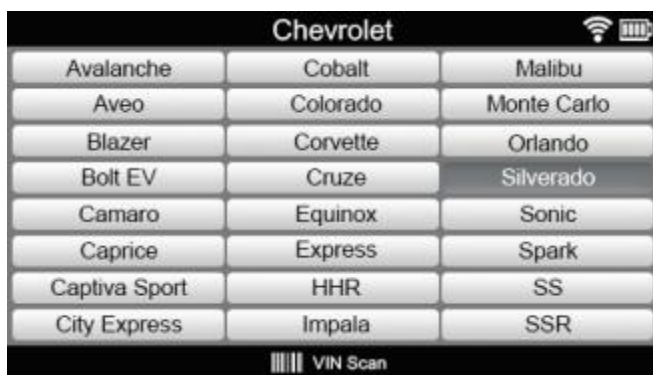 Chevrolet
Avalanche Cobalt Malibu
Aveo Colorado Monte Carlo
Blazer Corvette Orlando
Bolt EV Cruze Silverado
Camaro Equinox Sonic
Caprice Express Spark
Captiva Sport HHR SS
City Express Impala SSR
VIN Scan